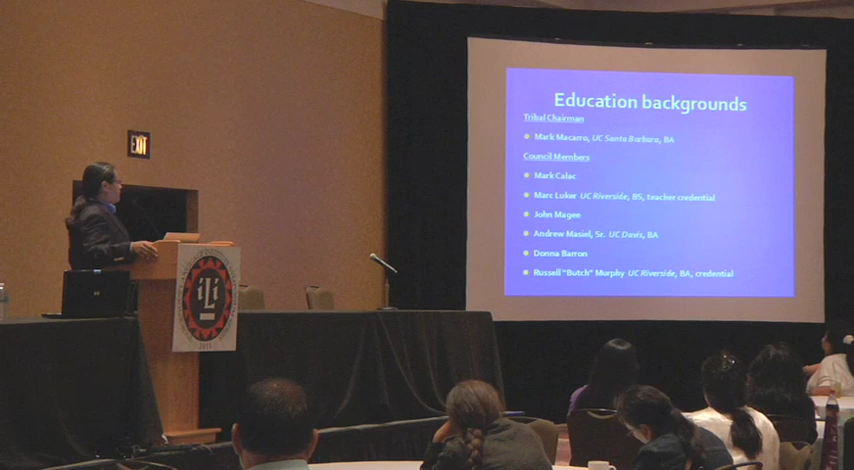 Education backgrounds
Tribal Chairman
Mark Macarro, UC Santa Barbara, BA
Council Members
Mark Calac
Marc Luker UC Riverside, BS, teacher credential
John Magee
Andrew Masiel, Sr. UC Davis, BA
Donna Barron
Russell "Butch" Murphy UC Riverside, BA, credential
EXIT
iLi
2011